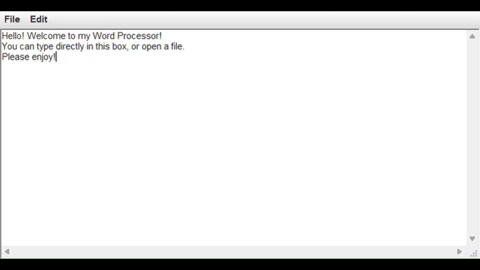 File Edit
Hello! Welcome to my Word Processor!
You can type directly in this box, or open a file.
Please enjoy!